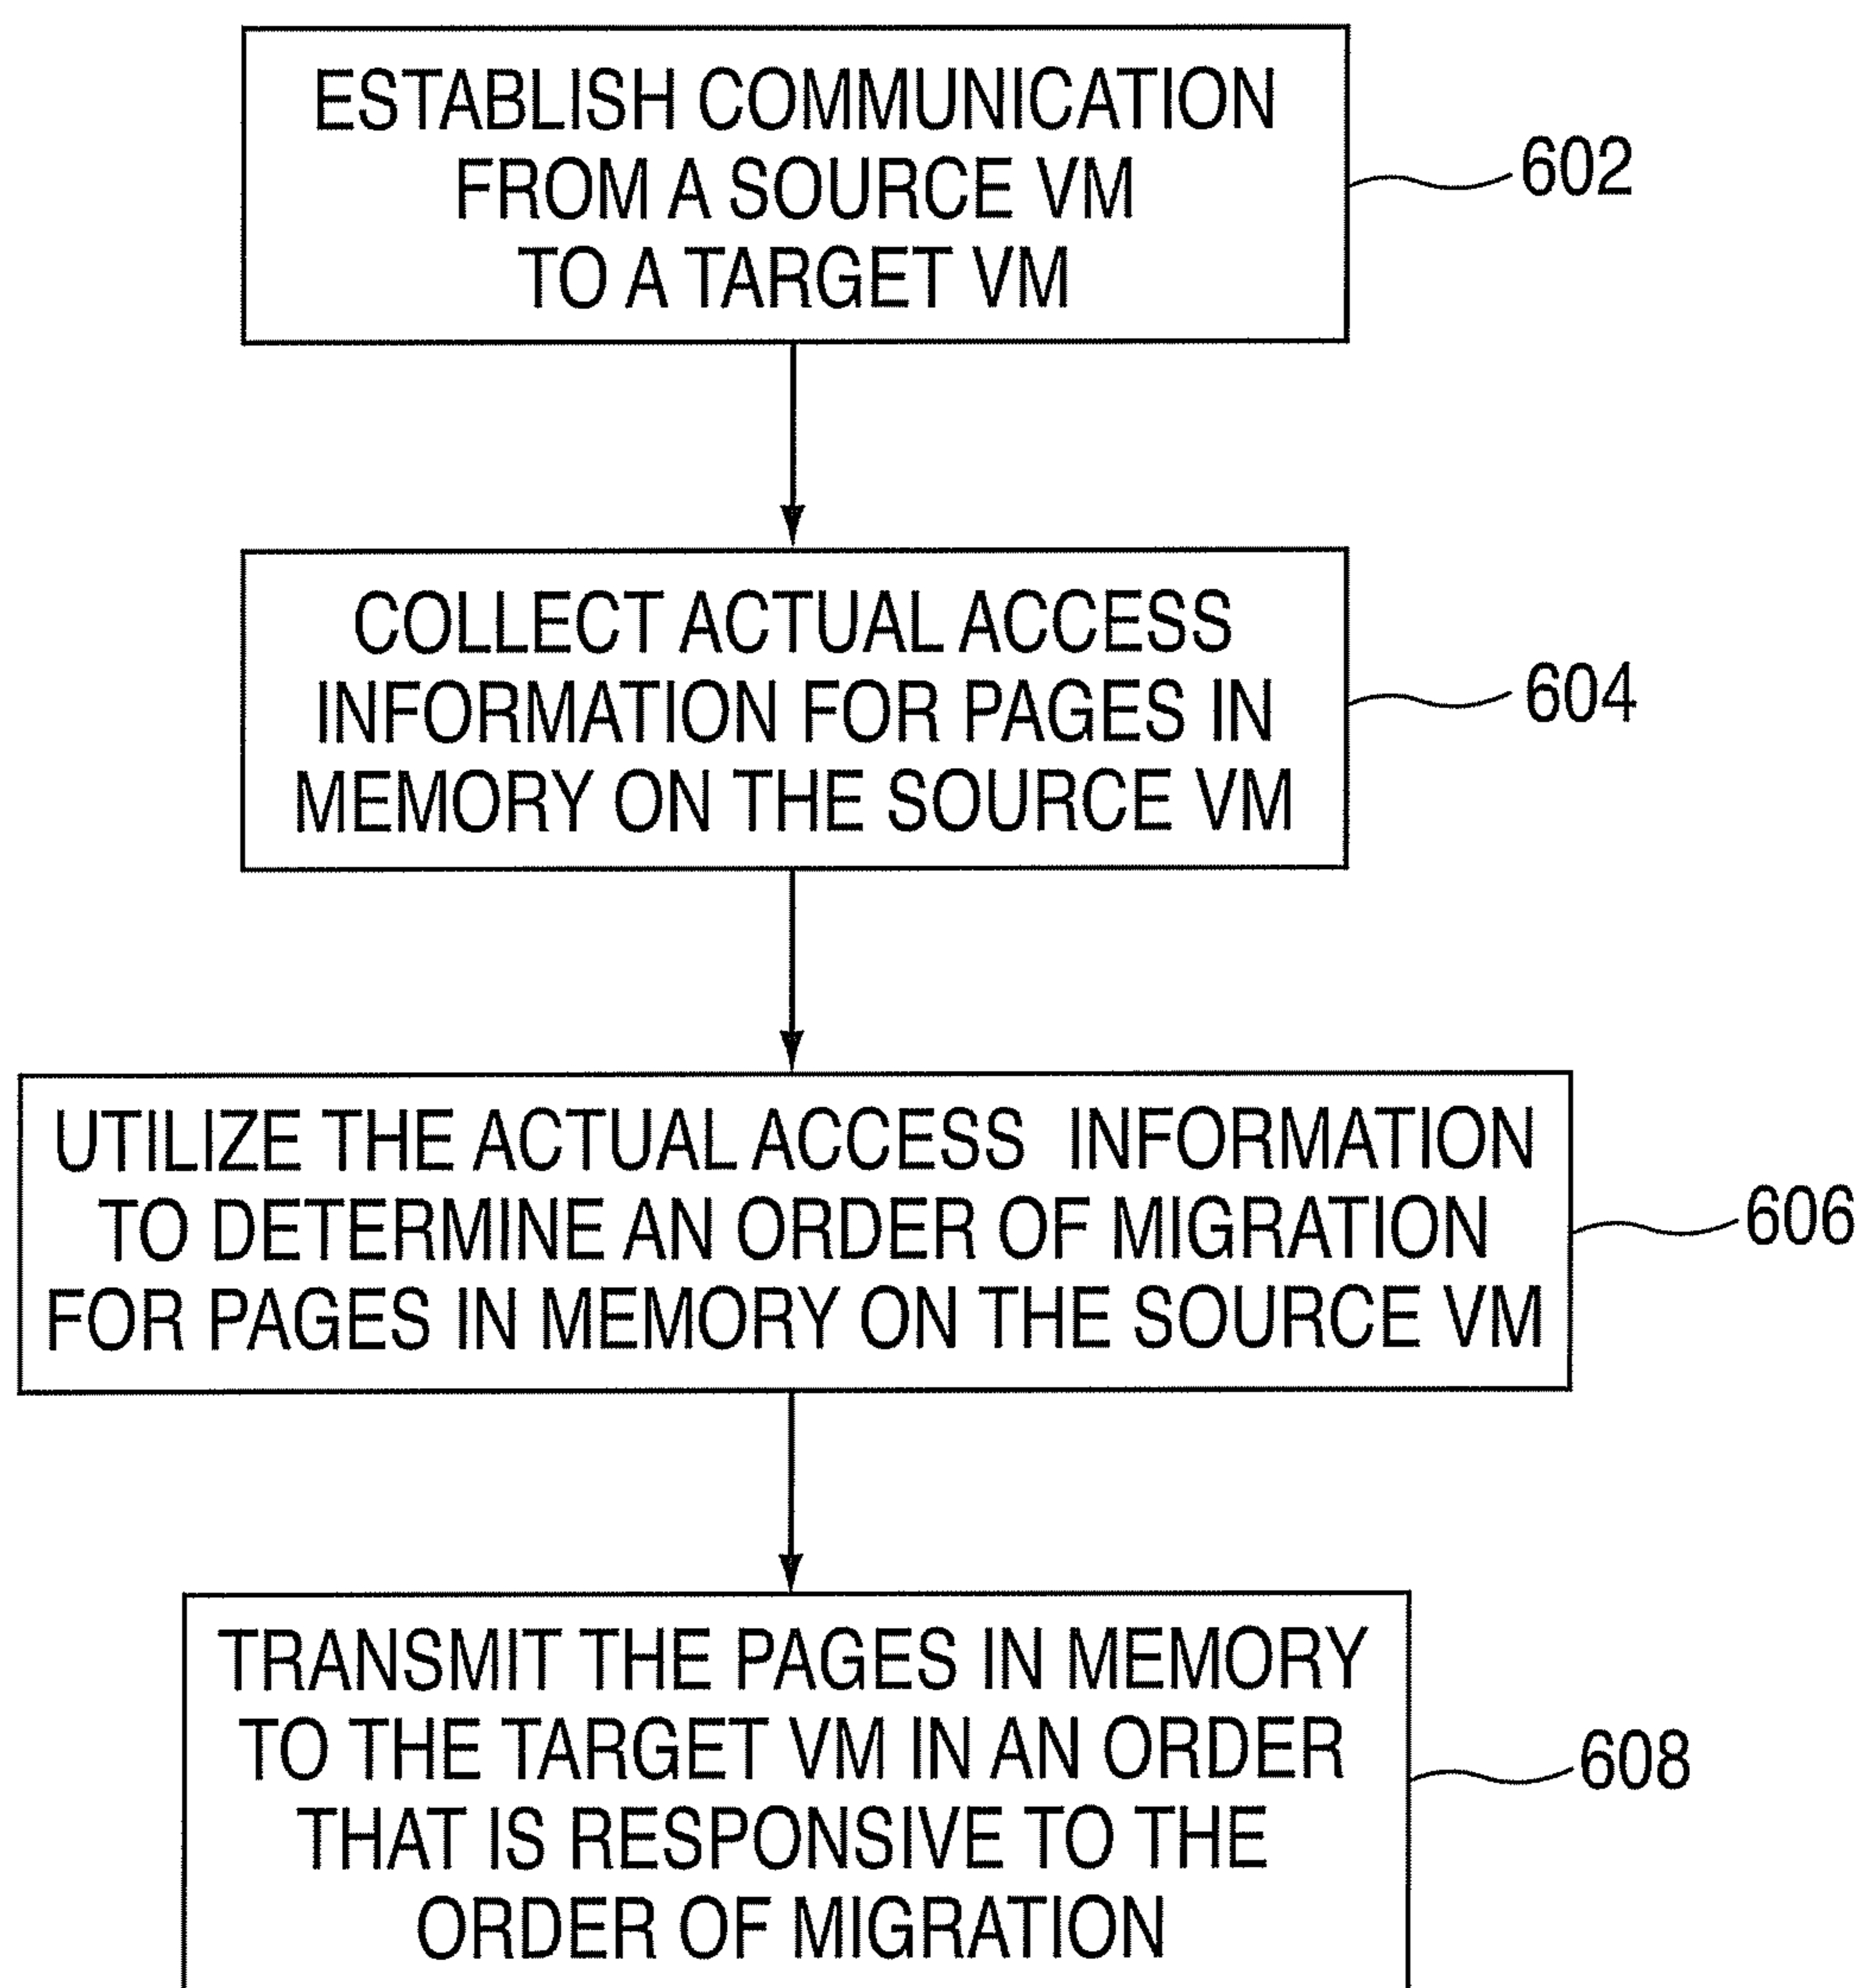 ESTABLISH COMMUNICATION
FROM A SOURCE VM
TO A TARGET VM
602
COLLECT ACTUAL ACCESS
INFORMATION FOR PAGES IN
MEMORY ON THE SOURCE VM
604
UTILIZE THE ACTUAL ACCESS INFORMATION
TO DETERMINE AN ORDER OF MIGRATION
FOR PAGES IN MEMORY ON THE SOURCE VM
606
TRANSMIT THE PAGES IN MEMORY
TO THE TARGET VM IN AN ORDER
THAT IS RESPONSIVE TO THE
ORDER OF MIGRATION
608